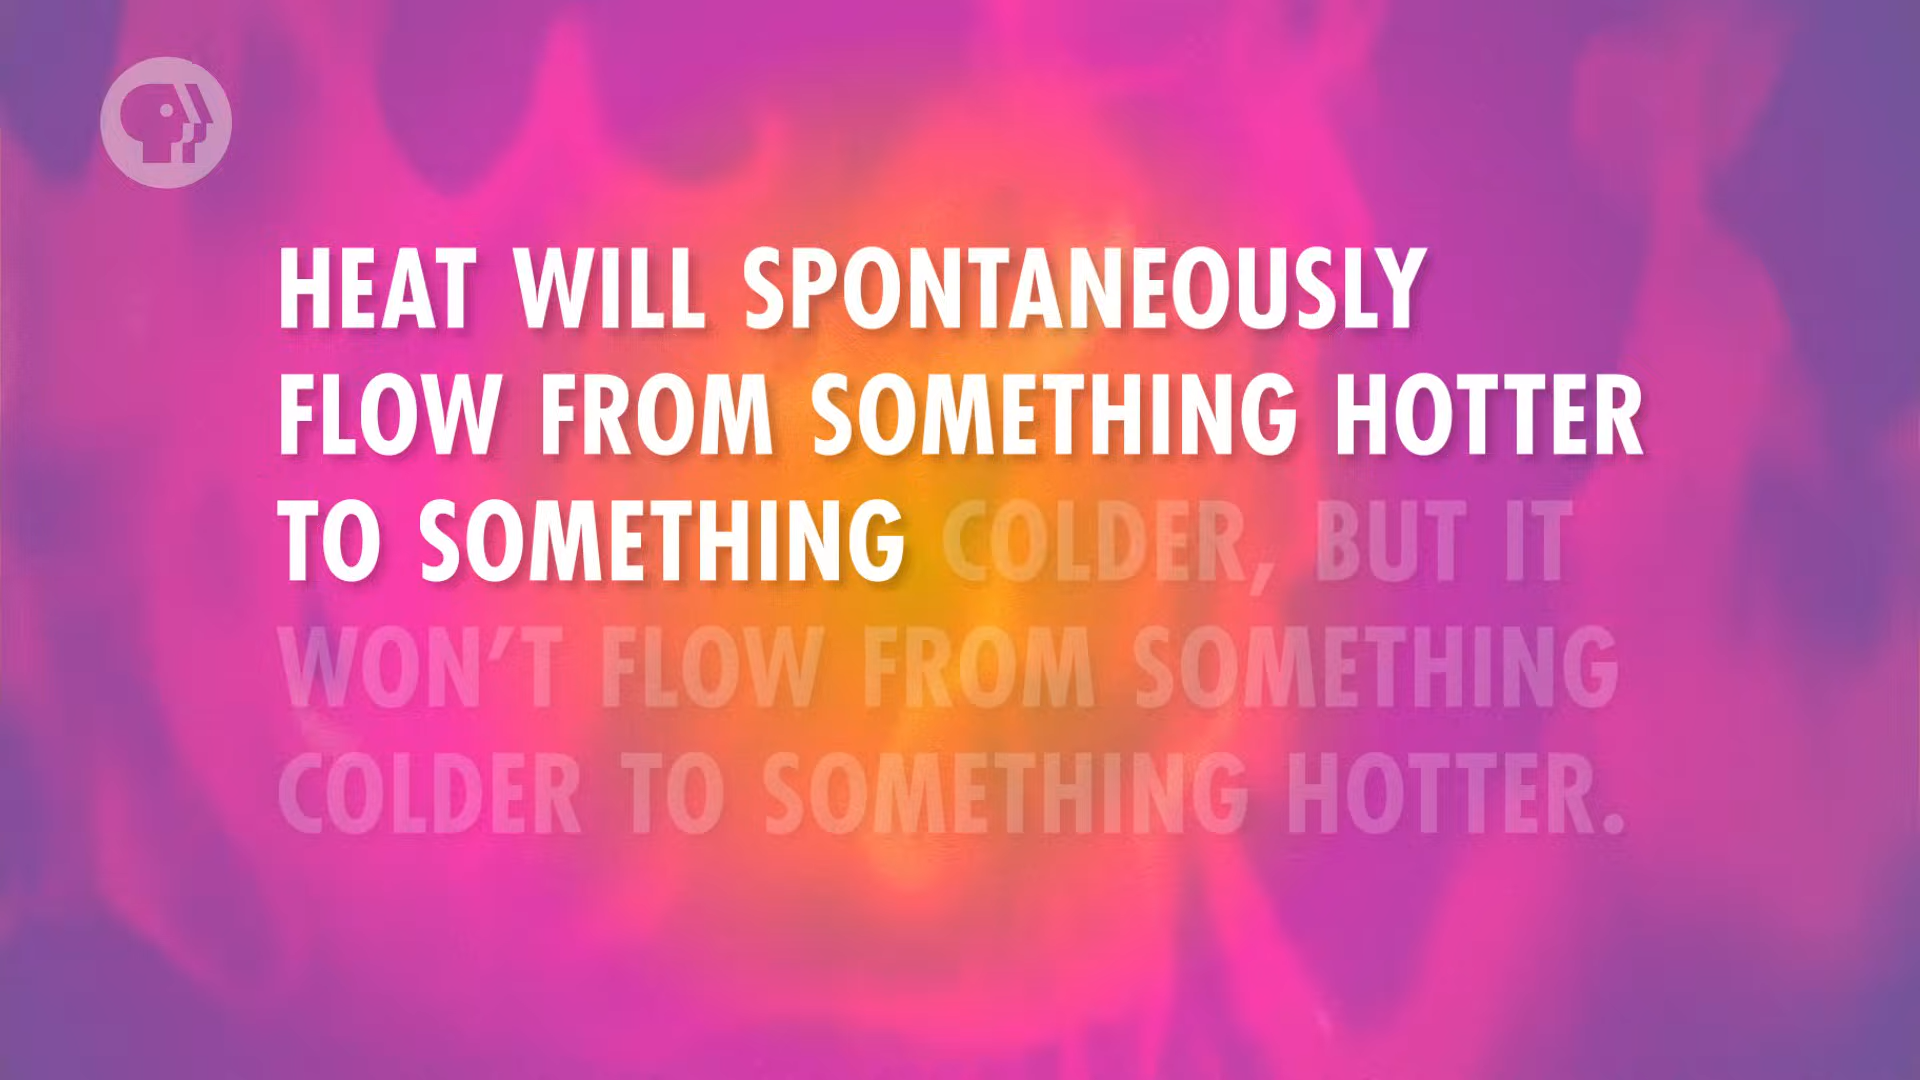 HEAT WILL SPONTANEOUSLY
FLOW FROM SOMETHING HOTTER
TO SOMETHING COLDER, BUT IT
WON’T FLOW FROM SOMETHING
COLDER TO SOMETHING HOTTER.